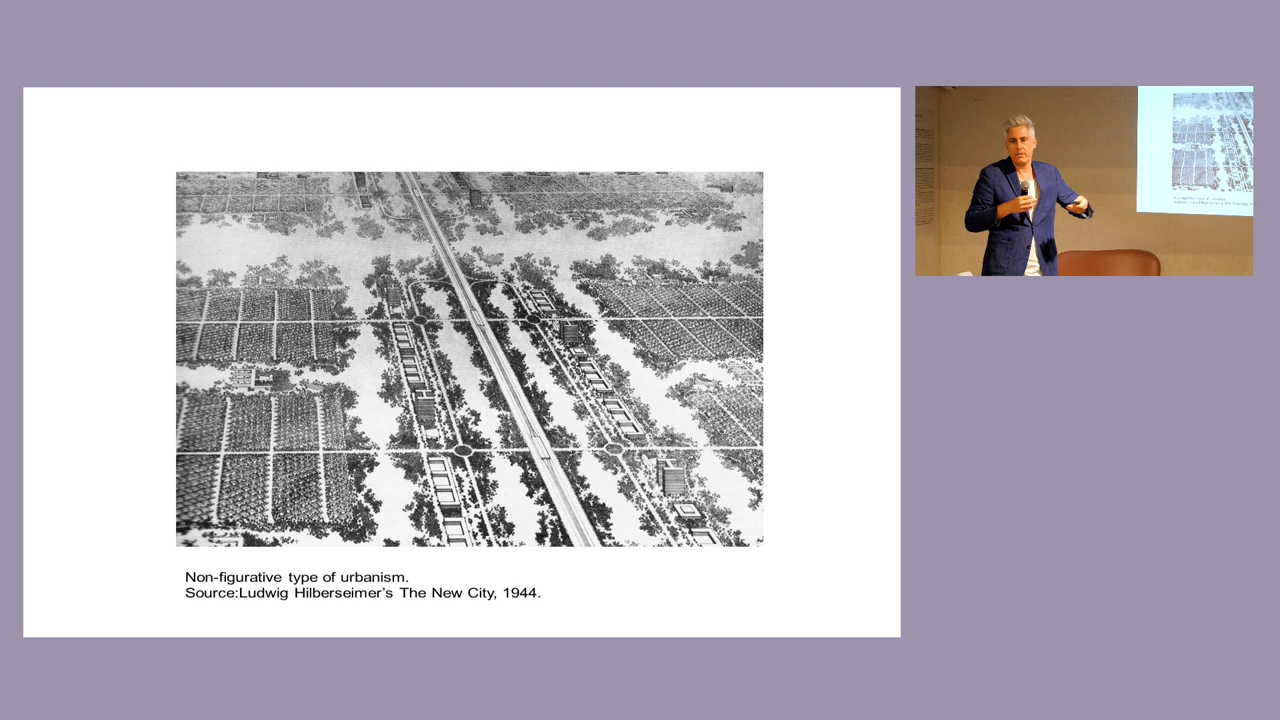 Non-figurative type of urbanism.
Source:Ludwig Hilberseimer's The New City, 1944.